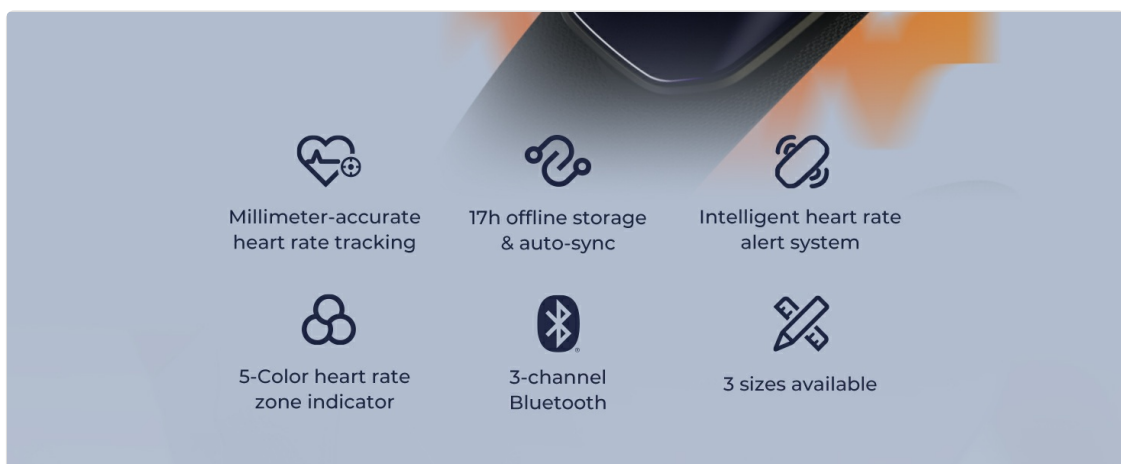 Millimeter-accurate
heart rate tracking
17h offline storage
& auto-sync
Intelligent heart rate
alert system
5-Color heart rate
zone indicator
3-channel
Bluetooth
3 sizes available